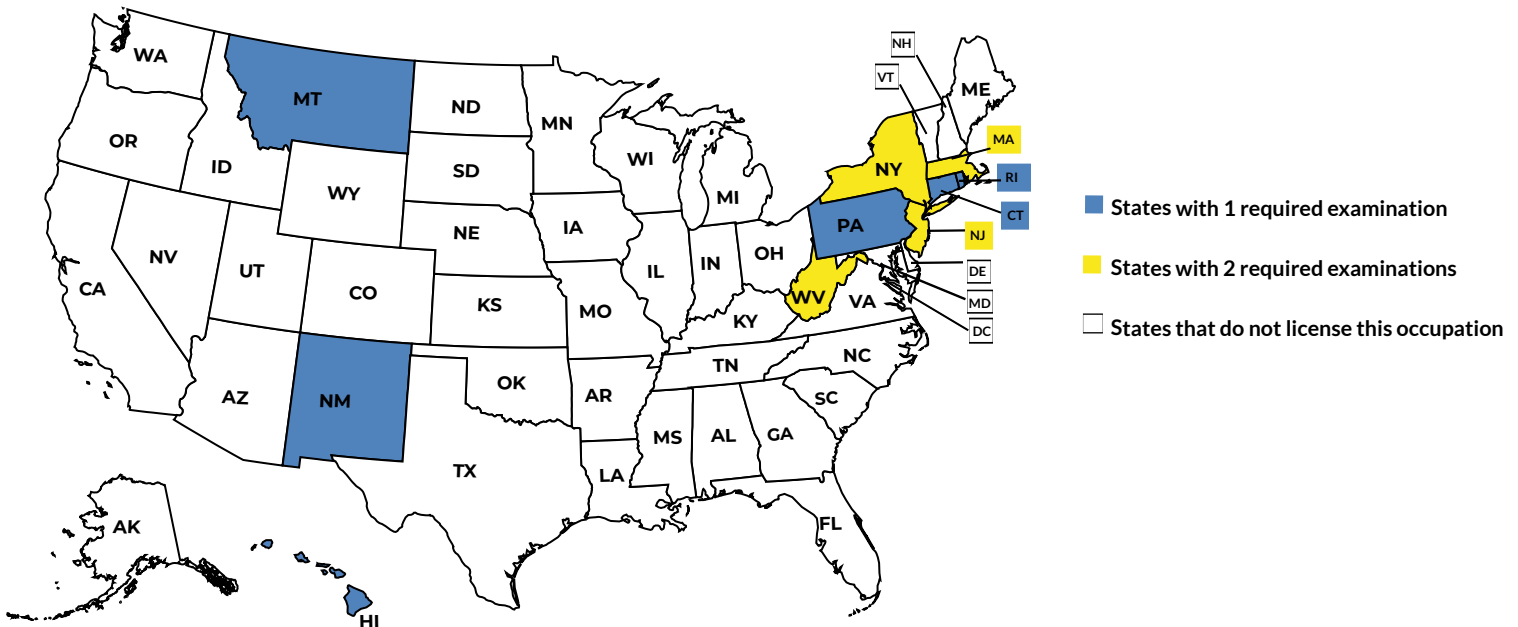 NH
WA
VT
ME
MT
ND
MN
OR
MA
ID
SD
WI
NY
RI
WY
MI
CT
States with 1 required examination
PA
IA
NE
NJ
NV
OH
IN
UT
IL
DE
States with 2 required examinations
CA
CO
WV
VA
MD
KS
MO
KY
DC
States that do not license this occupation
NC
TN
OK
AZ
NM
AR
SC
MS
AL
GA
TX
LA
AK
FL
HI